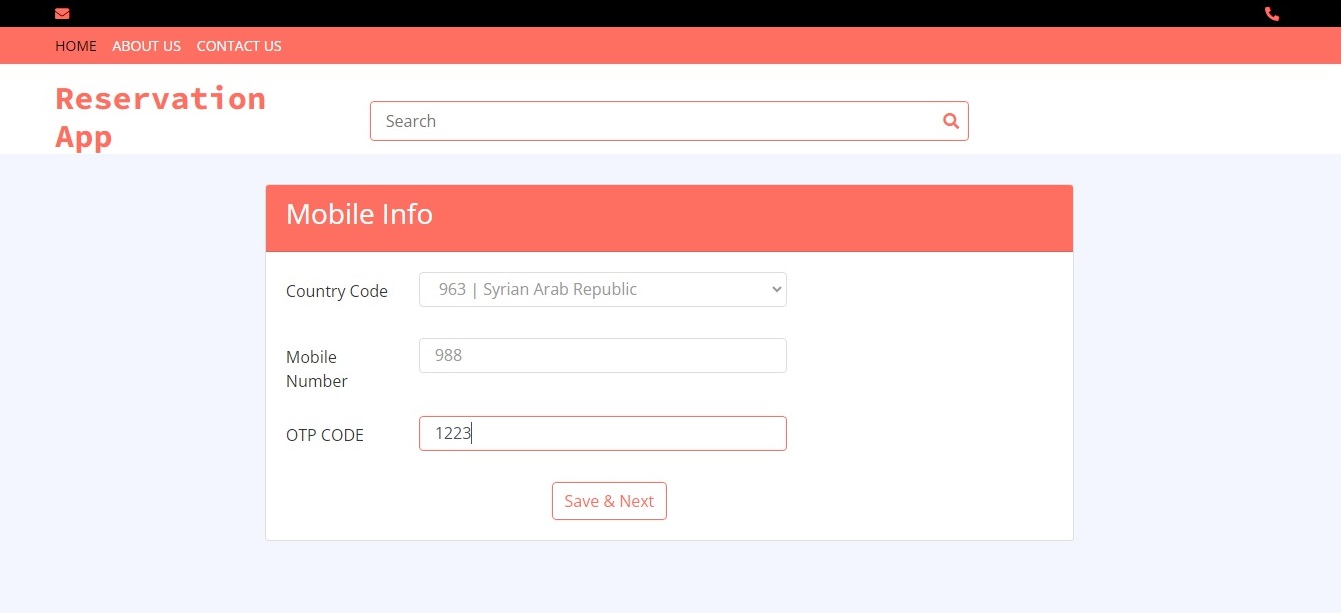 HOME ABOUT US CONTACT US
Reservation
App
Search
Mobile Info
Country Code 963 | Syrian Arab Republic
Mobile
Number
988
OTP CODE 1223
Save & Next